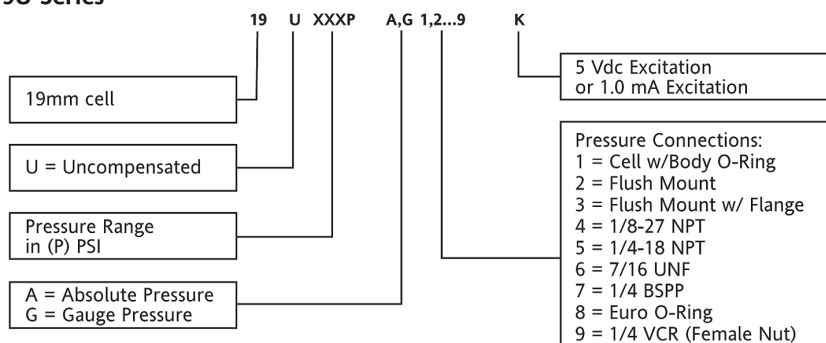 19 U XXXP A,G 1,2...9 K
19mm cell
U = Uncompensated
Pressure Range
in (P) PSI
A = Absolute Pressure
G = Gauge Pressure
5 Vdc Excitation
or 1.0 mA Excitation
Pressure Connections:
1 = Cell w/Body O-Ring
2 = Flush Mount
3 = Flush Mount w/ Flange
4 = 1/8-27 NPT
5 = 1/4-18 NPT
6 = 7/16 UNF
7 = 1/4 BSPP
8 = Euro O-Ring
9 = 1/4 VCR (Female Nut)